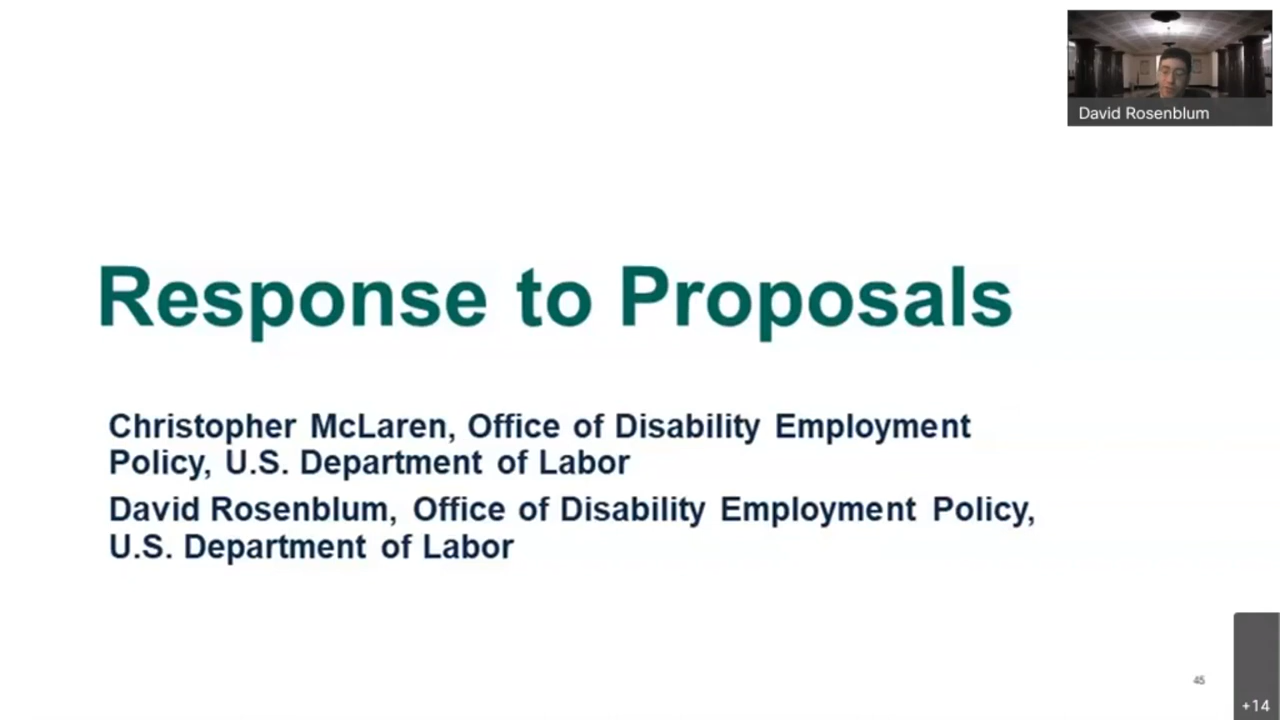 David Rosenblum
Response to Proposals
Christopher McLaren, Office of Disability Employment
Policy, U.S. Department of Labor
David Rosenblum, Office of Disability Employment Policy,
U.S. Department of Labor
45
+14